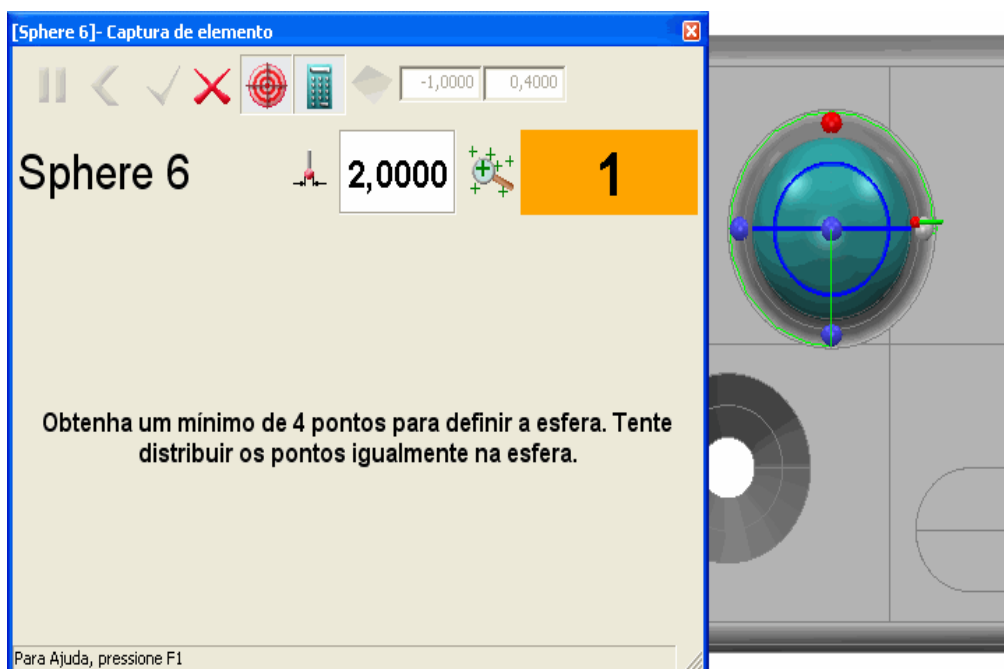 [Sphere 6]- Captura de elemento
-1,0000 0,4000
Sphere 6 2,0000 1
Obtenha um mínimo de 4 pontos para definir a esfera. Tente
distribuir os pontos igualmente na esfera.
Para Ajuda, pressione F1